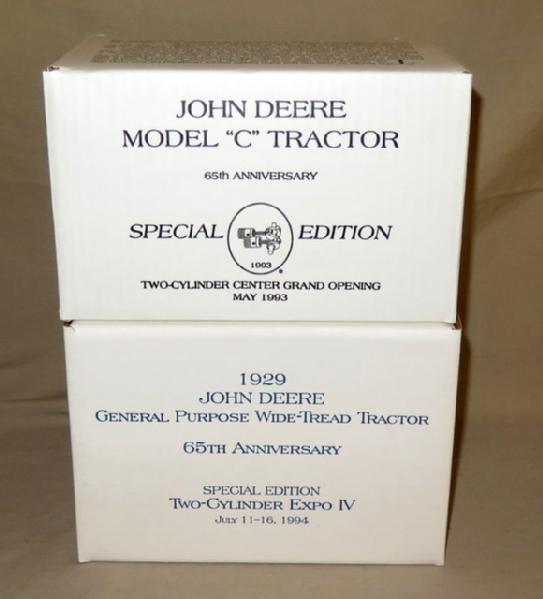 JOHN DEERE
MODEL "C" TRACTOR
65th ANNIVERSARY
SPECIAL EDITION
1993
TWO-CYLINDER CENTER GRAND OPENING
MAY 1993
1929
JOHN DEERE
GENERAL PURPOSE WIDE-TREAD TRACTOR
65TH ANNIVERSARY
SPECIAL EDITION
TWO-CYLINDER EXPO IV
JULY 11-16, 1994